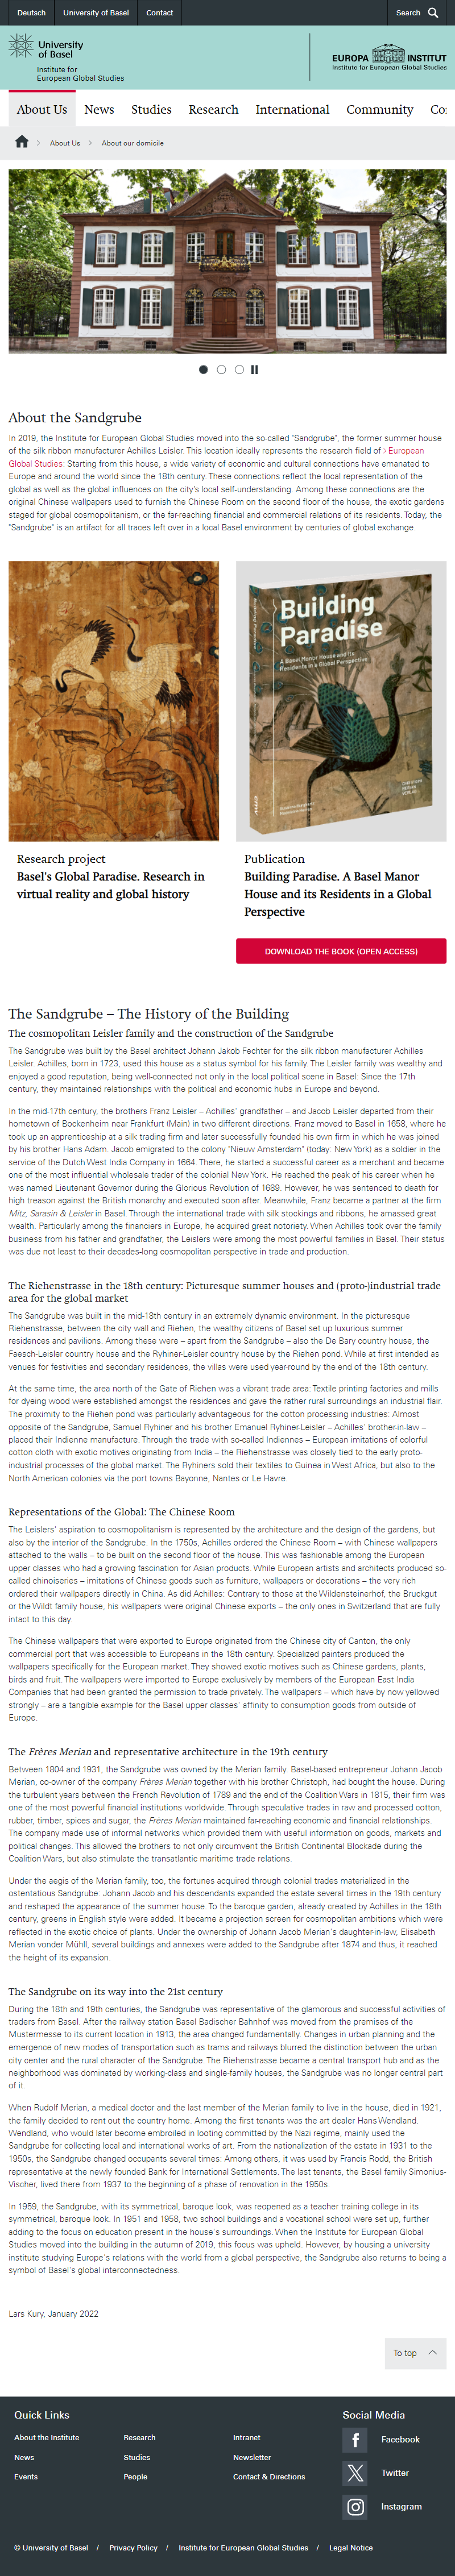 Deutsch
University of Basel
Contact
Search
University
of Basel
Institute for
European Global Studies
EUROPA INSTITUT
Institute for European Global Studies
About Us
News
Studies
Research
International
Community
About Us
About our domicile
About the Sandgrube
In 2019, the Institute for European Global Studies moved into the so-called "Sandgrube", the former summer house
of the silk ribbon manufacturer Achilles Leisler. This location ideally represents the research field of European
Global Studies: Starting from this house, a wide variety of economic and cultural connections have emanated to
Europe and around the world since the 18th century. These connections reflect the local representation of the
global as well as the global influences on the city's local self-understanding. Among these connections are the
original Chinese wallpapers used to furnish the Chinese Room on the second floor of the house, the exotic gardens
staged for global cosmopolitanism, or the far-reaching financial and commercial relations of its residents. Today, the
"Sandgrube" is an artifact for all traces left over in a local Basel environment by centuries of global exchange.
Building
Paradise
A Basel Manor House and its
Residents in a Global Perspective
Research project
Basel's Global Paradise. Research in
virtual reality and global history
Publication
Building Paradise. A Basel Manor
House and its Residents in a Global
Perspective
DOWNLOAD THE BOOK (OPEN ACCESS)
The Sandgrube – The History of the Building
The cosmopolitan Leisler family and the construction of the Sandgrube
The Sandgrube was built by the Basel architect Johann Jakob Fechter for the silk ribbon manufacturer Achilles
Leisler. Achilles, born in 1723, used this house as a status symbol for his family. The Leisler family was wealthy and
enjoyed a good reputation, being well-connected not only in the local political scene in Basel: Since the 17th
century, they maintained relationships with the political and economic hubs in Europe and beyond.
In the mid-17th century, the brothers Franz Leisler – Achilles' grandfather – and Jacob Leisler departed from their
hometown of Bockenheim near Frankfurt (Main) in two different directions. Franz moved to Basel in 1658, where he
took up an apprenticeship at a silk trading firm and later successfully founded his own firm in which he was joined
by his brother Hans Adam. Jacob emigrated to the colony "Nieuw Amsterdam" (today: New York) as a soldier in the
service of the Dutch West India Company in 1664. There, he started a successful career as a merchant and became
one of the most influential wholesale trader of the colonial New York. He reached the peak of his career when he
was named Lieutenant Governor during the Glorious Revolution of 1689. However, he was sentenced to death for
high treason against the British monarchy and executed soon after. Meanwhile, Franz became a partner at the firm
Mitz, Sarasin & Leisler in Basel. Through the international trade with silk stockings and ribbons, he amassed great
wealth. Particularly among the financiers in Europe, he acquired great notoriety. When Achilles took over the family
business from his father and grandfather, the Leislers were among the most powerful families in Basel. Their status
was due not least to their decades-long cosmopolitan perspective in trade and production.
The Riehenstrasse in the 18th century: Picturesque summer houses and (proto-)industrial trade
area for the global market
The Sandgrube was built in the mid-18th century in an extremely dynamic environment. In the picturesque
Riehenstrasse, between the city wall and Riehen, the wealthy citizens of Basel set up luxurious summer
residences and pavilions. Among these were – apart from the Sandgrube – also the De Bary country house, the
Faesch-Leisler country house and the Ryhiner-Leisler country house by the Riehen pond. While at first intended as
venues for festivities and secondary residences, the villas were used year-round by the end of the 18th century.
At the same time, the area north of the Gate of Riehen was a vibrant trade area: Textile printing factories and mills
for dyeing wood were established amongst the residences and gave the rather rural surroundings an industrial flair.
The proximity to the Riehen pond was particularly advantageous for the cotton processing industries: Almost
opposite of the Sandgrube, Samuel Ryhiner and his brother Emanuel Ryhiner-Leisler – Achilles' brother-in-law –
placed their Indienne manufacture. Through the trade with so-called Indiennes – European imitations of colorful
cotton cloth with exotic motives originating from India – the Riehenstrasse was closely tied to the early proto-
industrial processes of the global market. The Ryhiners sold their textiles to Guinea in West Africa, but also to the
North American colonies via the port towns Bayonne, Nantes or Le Havre.
Representations of the Global: The Chinese Room
The Leislers' aspiration to cosmopolitanism is represented by the architecture and the design of the gardens, but
also by the interior of the Sandgrube. In the 1750s, Achilles ordered the Chinese Room – with Chinese wallpapers
attached to the walls – to be built on the second floor of the house. This was fashionable among the European
upper classes who had a growing fascination for Asian products. While European artists and architects produced so-
called chinoiseries – imitations of Chinese goods such as furniture, wallpapers or decorations – the very rich
ordered their wallpapers directly in China. As did Achilles: Contrary to those at the Wildensteinerhof, the Bruckgut
or the Wildt family house, his wallpapers were original Chinese exports – the only ones in Switzerland that are fully
intact to this day.
The Chinese wallpapers that were exported to Europe originated from the Chinese city of Canton, the only
commercial port that was accessible to Europeans in the 18th century. Specialized painters produced the
wallpapers specifically for the European market. They showed exotic motives such as Chinese gardens, plants,
birds and fruit. The wallpapers were imported to Europe exclusively by members of the European East India
Companies that had been granted the permission to trade privately. The wallpapers – which have by now yellowed
strongly – are a tangible example for the Basel upper classes' affinity to consumption goods from outside of
Europe.
The Frères Merian and representative architecture in the 19th century
Between 1804 and 1931, the Sandgrube was owned by the Merian family. Basel-based entrepreneur Johann Jacob
Merian, co-owner of the company Frères Merian together with his brother Christoph, had bought the house. During
the turbulent years between the French Revolution of 1789 and the end of the Coalition Wars in 1815, their firm was
one of the most powerful financial institutions worldwide. Through speculative trades in raw and processed cotton,
rubber, timber, spices and sugar, the Frères Merian maintained far-reaching economic and financial relationships.
The company made use of informal networks which provided them with useful information on goods, markets and
political changes. This allowed the brothers to not only circumvent the British Continental Blockade during the
Coalition Wars, but also stimulate the transatlantic maritime trade relations.
Under the aegis of the Merian family, too, the fortunes acquired through colonial trades materialized in the
ostentatious Sandgrube: Johann Jacob and his descendants expanded the estate several times in the 19th century
and reshaped the appearance of the summer house. To the baroque garden, already created by Achilles in the 18th
century, greens in English style were added. It became a projection screen for cosmopolitan ambitions which were
reflected in the exotic choice of plants. Under the ownership of Johann Jacob Merian's daughter-in-law, Elisabeth
Merian vonder Mühll, several buildings and annexes were added to the Sandgrube after 1874 and thus, it reached
the height of its expansion.
The Sandgrube on its way into the 21st century
During the 18th and 19th centuries, the Sandgrube was representative of the glamorous and successful activities of
traders from Basel. After the railway station Basel Badischer Bahnhof was moved from the premises of the
Mustermesse to its current location in 1913, the area changed fundamentally. Changes in urban planning and the
emergence of new modes of transportation such as trams and railways blurred the distinction between the urban
city center and the rural character of the Sandgrube. The Riehenstrasse became a central transport hub and as the
neighborhood was dominated by working-class and single-family houses, the Sandgrube was no longer central part
of it.
When Rudolf Merian, a medical doctor and the last member of the Merian family to live in the house, died in 1921,
the family decided to rent out the country home. Among the first tenants was the art dealer Hans Wendland.
Wendland, who would later become embroiled in looting committed by the Nazi regime, mainly used the
Sandgrube for collecting local and international works of art. From the nationalization of the estate in 1931 to the
1950s, the Sandgrube changed occupants several times: Among others, it was used by Francis Rodd, the British
representative at the newly founded Bank for International Settlements. The last tenants, the Basel family Simonius-
Vischer, lived there from 1937 to the beginning of a phase of renovation in the 1950s.
In 1959, the Sandgrube, with its symmetrical, baroque look, was reopened as a teacher training college in its
symmetrical, baroque look. In 1951 and 1958, two school buildings and a vocational school were set up, further
adding to the focus on education present in the house's surroundings. When the Institute for European Global
Studies moved into the building in the autumn of 2019, this focus was upheld. However, by housing a university
institute studying Europe's relations with the world from a global perspective, the Sandgrube also returns to being a
symbol of Basel's global interconnectedness.
Lars Kury, January 2022
To top
Quick Links
Social Media
About the Institute
Research
Intranet
Facebook
News
Studies
Newsletter
Twitter
Events
People
Contact & Directions
Instagram
© University of Basel / Privacy Policy / Institute for European Global Studies / Legal Notice